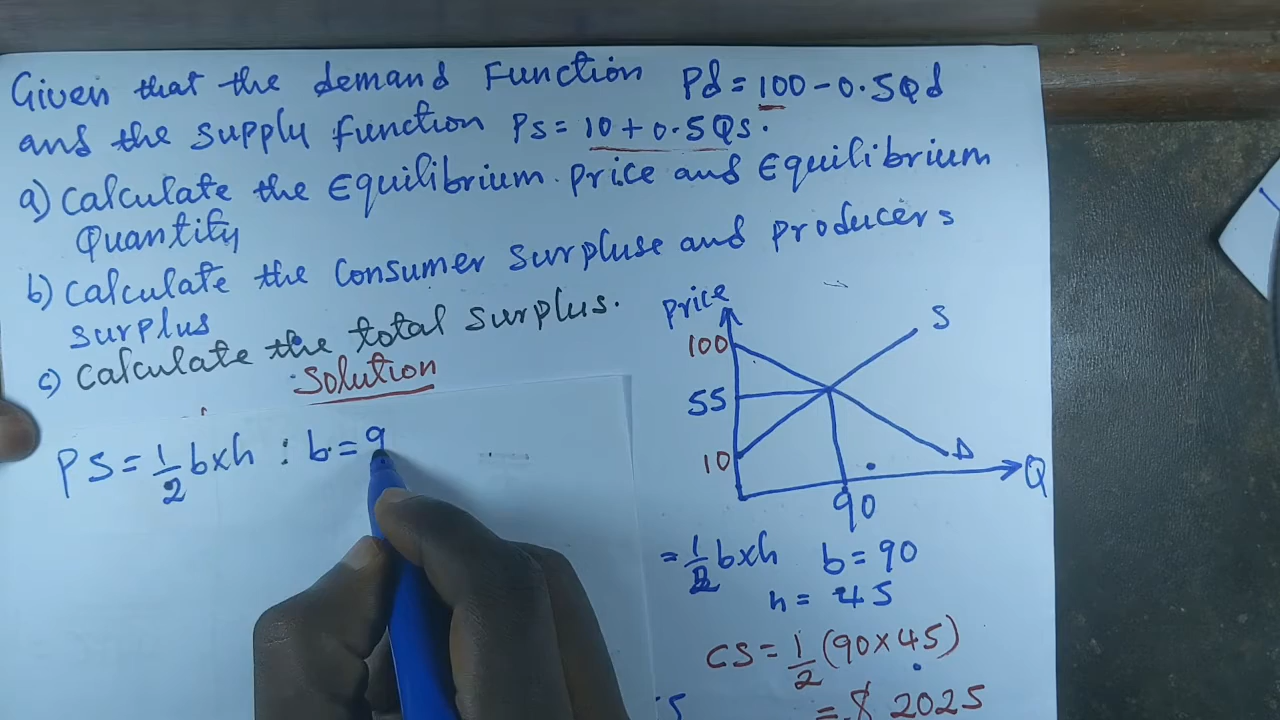 Given that the demand Function Pd = 100 - 0.5Qd
and the supply function Ps = 10 + 0.5Qs.
a) Calculate the Equilibrium price and Equilibrium
Quantity
b) Calculate the Consumer surpluse and producers
surplus
c) Calculate the total surplus.
Solution
PS = 1/2 b x h : b = 9
price
S
100
55
10
D
Q
90
= 1/2 b x h b = 90
h = 45
CS = 1/2 (90 x 45)
= $ 2025